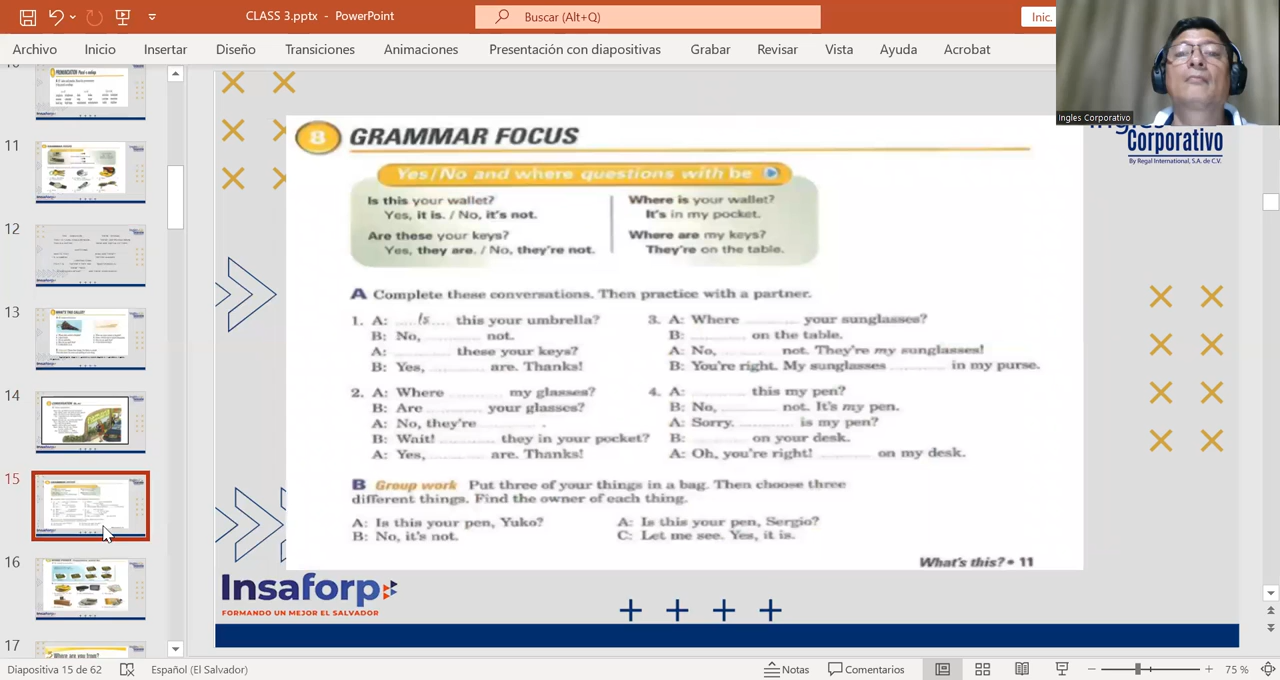 CLASS 3.pptx - PowerPoint
Buscar (Alt+Q)
Inic.
Archivo Inicio Insertar Diseño Transiciones Animaciones Presentación con diapositivas Grabar Revisar Vista Ayuda Acrobat
Ingles Corporativo
Corporativo
By Regal International, S.A. de C.V.
B GRAMMAR FOCUS
Yes/No and where questions with be
Is this your wallet?
Yes, it is. / No, it's not.
Are these your keys?
Yes, they are. / No, they're not.
Where is your wallet?
It's in my pocket.
Where are my keys?
They're on the table.
A Complete these conversations. Then practice with a partner.
1. A: Is this your umbrella?
B: No, ........ not.
A: ........ these your keys?
B: Yes, ........ are. Thanks!
2. A: Where ........ my glasses?
B: Are ........ your glasses?
A: No, they're ........ .
B: Wait! ........ they in your pocket?
A: Yes, ........ are. Thanks!
3. A: Where ........ your sunglasses?
B: ........ on the table.
A: No, ........ not. They're my sunglasses!
B: You're right. My sunglasses ........ in my purse.
4. A: ........ this my pen?
B: No, ........ not. It's my pen.
A: Sorry. ........ is my pen?
B: ........ on your desk.
A: Oh, you're right! ........ on my desk.
B Group work Put three of your things in a bag. Then choose three
different things. Find the owner of each thing.
A: Is this your pen, Yuko?
B: No, it's not.
A: Is this your pen, Sergio?
C: Let me see. Yes, it is.
What's this? • 11
Insaforp
FORMANDO UN MEJOR EL SALVADOR
11
12
13
14
15
16
17
Where are you from?
Diapositiva 15 de 62
Español (El Salvador)
Notas
Comentarios
75 %